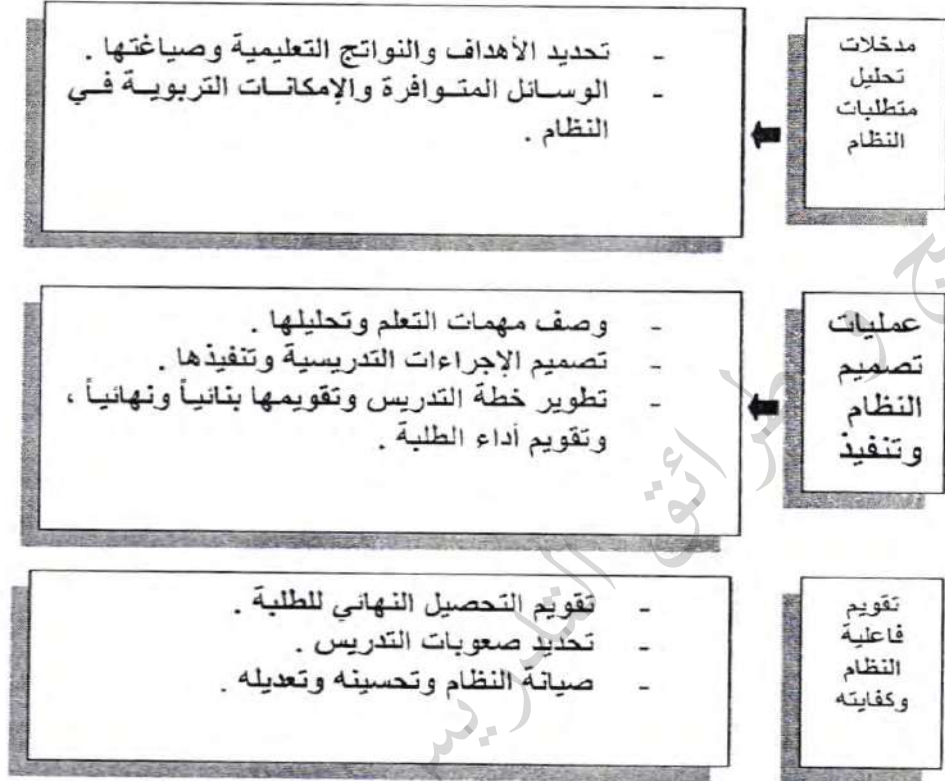 مدخلات
تحليل
متطلبات
النظام
- تحديد الأهداف والنواتج التعليمية وصياغتها .
- الوسائل المتوافرة والإمكانات التربوية في
النظام .
عمليات
تصميم
النظام
وتنفيذ
- وصف مهمات التعلم وتحليلها .
- تصميم الإجراءات التدريسية وتنفيذها .
- تطوير خطة التدريس وتقويمها بنائياً ونهائياً ،
وتقويم أداء الطلبة .
تقويم
فاعلية
النظام
وكفايته
- تقويم التحصيل النهائي للطلبة .
- تحديد صعوبات التدريس .
- صيانة النظام وتحسينه وتعديله .
طرائق التدريس